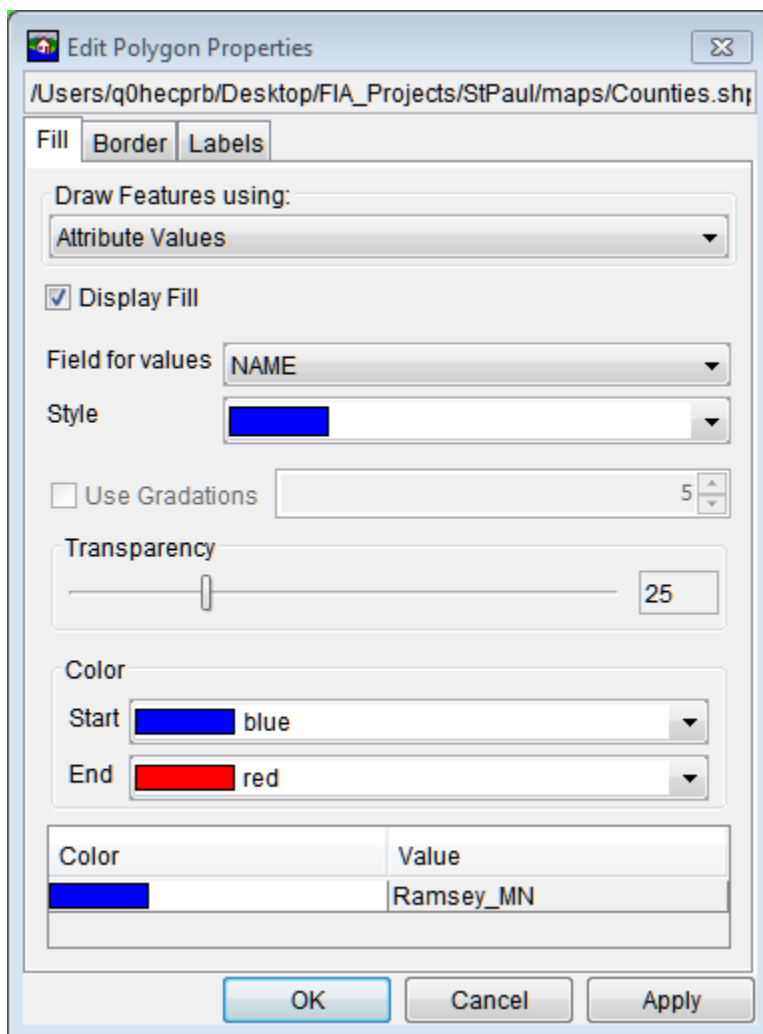 Edit Polygon Properties
/Users/q0hecprb/Desktop/FIA_Projects/StPaul/maps/Counties.shp
Fill Border Labels
Draw Features using:
Attribute Values
Display Fill
Field for values NAME
Style
Use Gradations 5
Transparency
25
Color
Start blue
End red
Color Value
Ramsey_MN
OK Cancel Apply